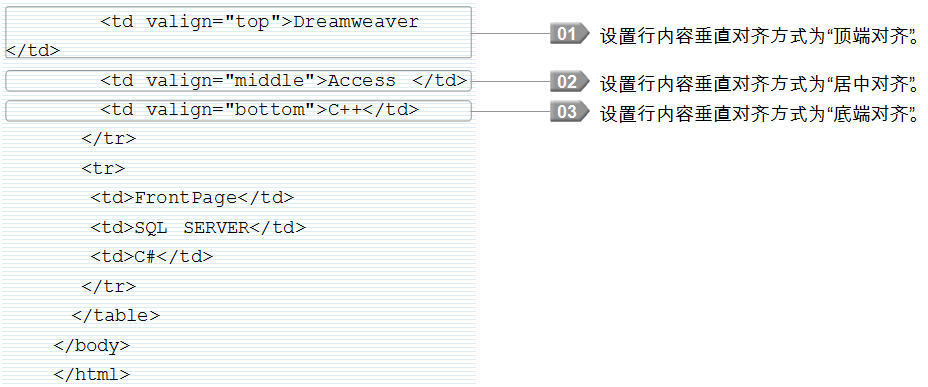 <td valign="top">Dreamweaver
</td>
01 设置行内容垂直对齐方式为“顶端对齐”。
<td valign="middle">Access </td>
02 设置行内容垂直对齐方式为“居中对齐”。
<td valign="bottom">C++</td>
03 设置行内容垂直对齐方式为“底端对齐”。
</tr>
<tr>
<td>FrontPage</td>
<td>SQL SERVER</td>
<td>C#</td>
</tr>
</table>
</body>
</html>